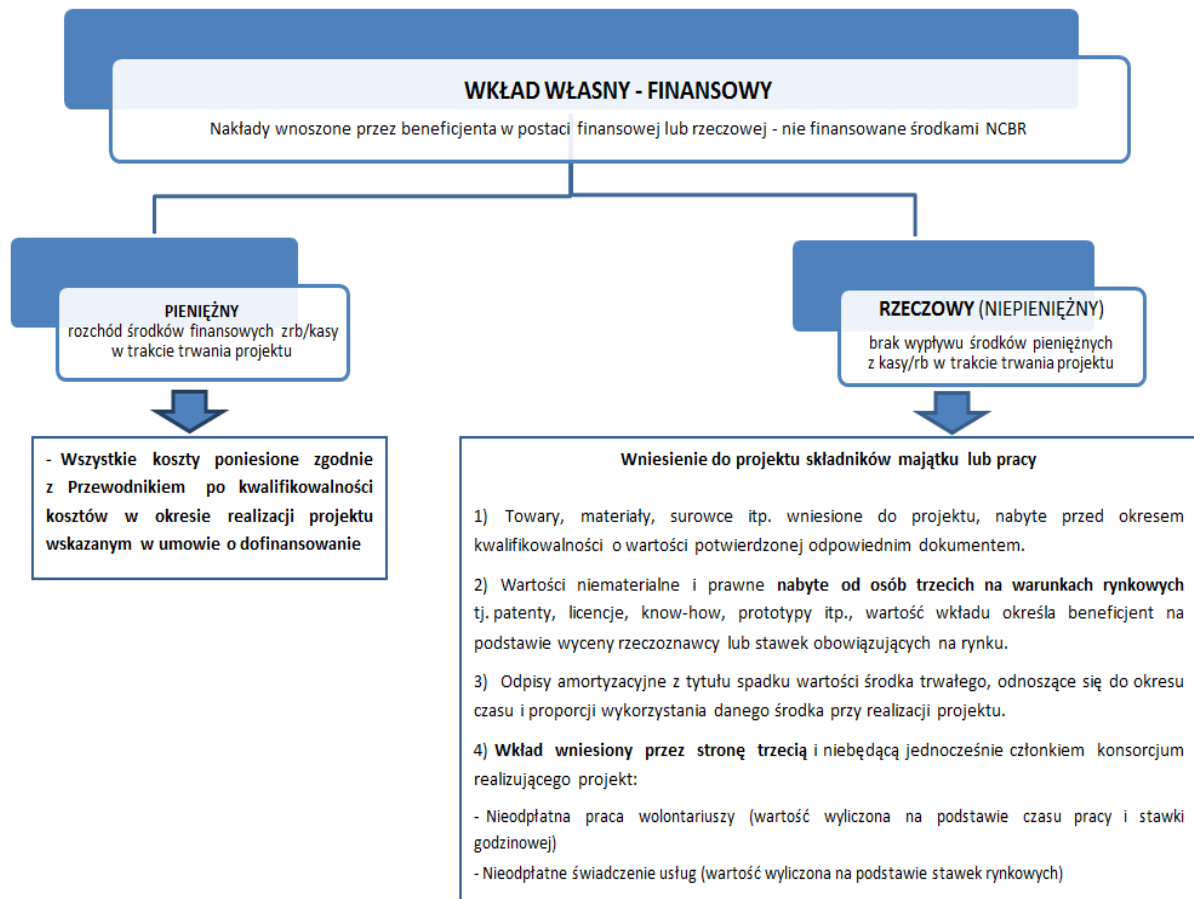 WKŁAD WŁASNY - FINANSOWY
Nakłady wnoszone przez beneficjenta w postaci finansowej lub rzeczowej - nie finansowane środkami NCBR
PIENIĘŻNY
rozchód środków finansowych zrb/kasy
w trakcie trwania projektu
RZECZOWY (NIEPIENIĘŻNY)
brak wypływu środków pieniężnych
z kasy/rb w trakcie trwania projektu
- Wszystkie koszty poniesione zgodnie
z Przewodnikiem po kwalifikowalności
kosztów w okresie realizacji projektu
wskazanym w umowie o dofinansowanie
Wniesienie do projektu składników majątku lub pracy
1) Towary, materiały, surowce itp. wniesione do projektu, nabyte przed okresem
kwalifikowalności o wartości potwierdzonej odpowiednim dokumentem.
2) Wartości niematerialne i prawne nabyte od osób trzecich na warunkach rynkowych
tj. patenty, licencje, know-how, prototypy itp., wartość wkładu określa beneficjent na
podstawie wyceny rzeczoznawcy lub stawek obowiązujących na rynku.
3) Odpisy amortyzacyjne z tytułu spadku wartości środka trwałego, odnoszące się do okresu
czasu i proporcji wykorzystania danego środka przy realizacji projektu.
4) Wkład wniesiony przez stronę trzecią i niebędącą jednocześnie członkiem konsorcjum
realizującego projekt:
- Nieodpłatna praca wolontariuszy (wartość wyliczona na podstawie czasu pracy i stawki
godzinowej)
- Nieodpłatne świadczenie usług (wartość wyliczona na podstawie stawek rynkowych)